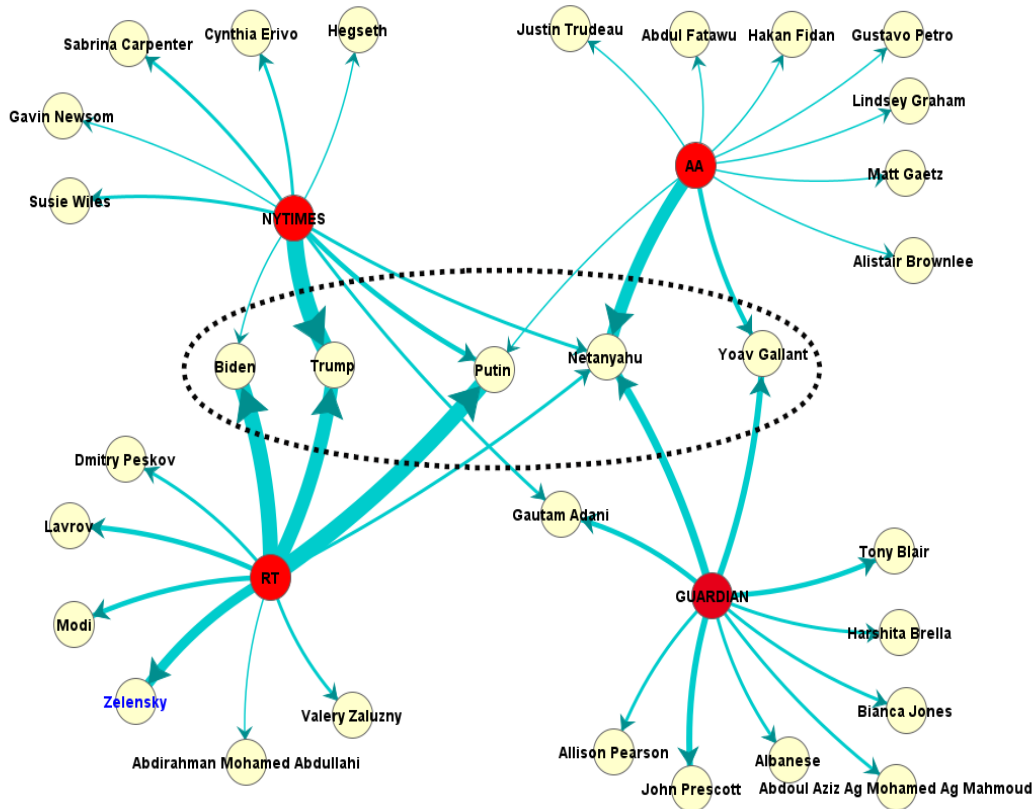 Sabrina Carpenter
Cynthia Erivo
Hegseth
Justin Trudeau
Abdul Fatawu
Hakan Fidan
Gustavo Petro
Gavin Newsom
Lindsey Graham
AA
Matt Gaetz
Susie Wiles
NYTIMES
Alistair Brownlee
Biden
Trump
Putin
Netanyahu
Yoav Gallant
Dmitry Peskov
Lavrov
Gautam Adani
Tony Blair
RT
GUARDIAN
Modi
Harshita Brella
Zelensky
Valery Zaluzny
Bianca Jones
Abdirahman Mohamed Abdullahi
Allison Pearson
Albanese
John Prescott
Abdoul Aziz Ag Mohamed Ag Mahmoud